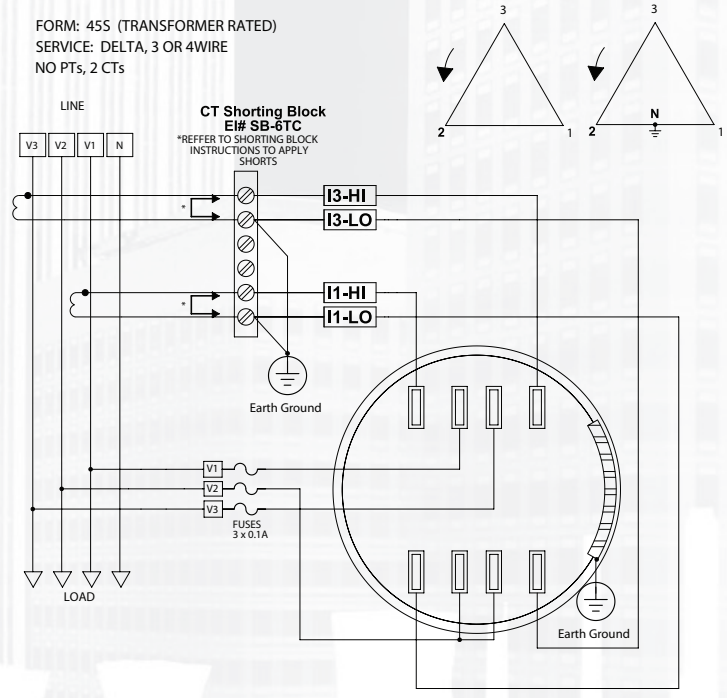 FORM: 45S (TRANSFORMER RATED)
SERVICE: DELTA, 3 OR 4WIRE
NO PTs, 2 CTs
3
2
1
3
N
2
1
LINE
V3
V2
V1
N
CT Shorting Block
EI# SB-6TC
*REFFER TO SHORTING BLOCK
INSTRUCTIONS TO APPLY
SHORTS
*
I3-HI
I3-LO
*
I1-HI
I1-LO
Earth Ground
V1
V2
V3
FUSES
3 x 0.1A
LOAD
Earth Ground